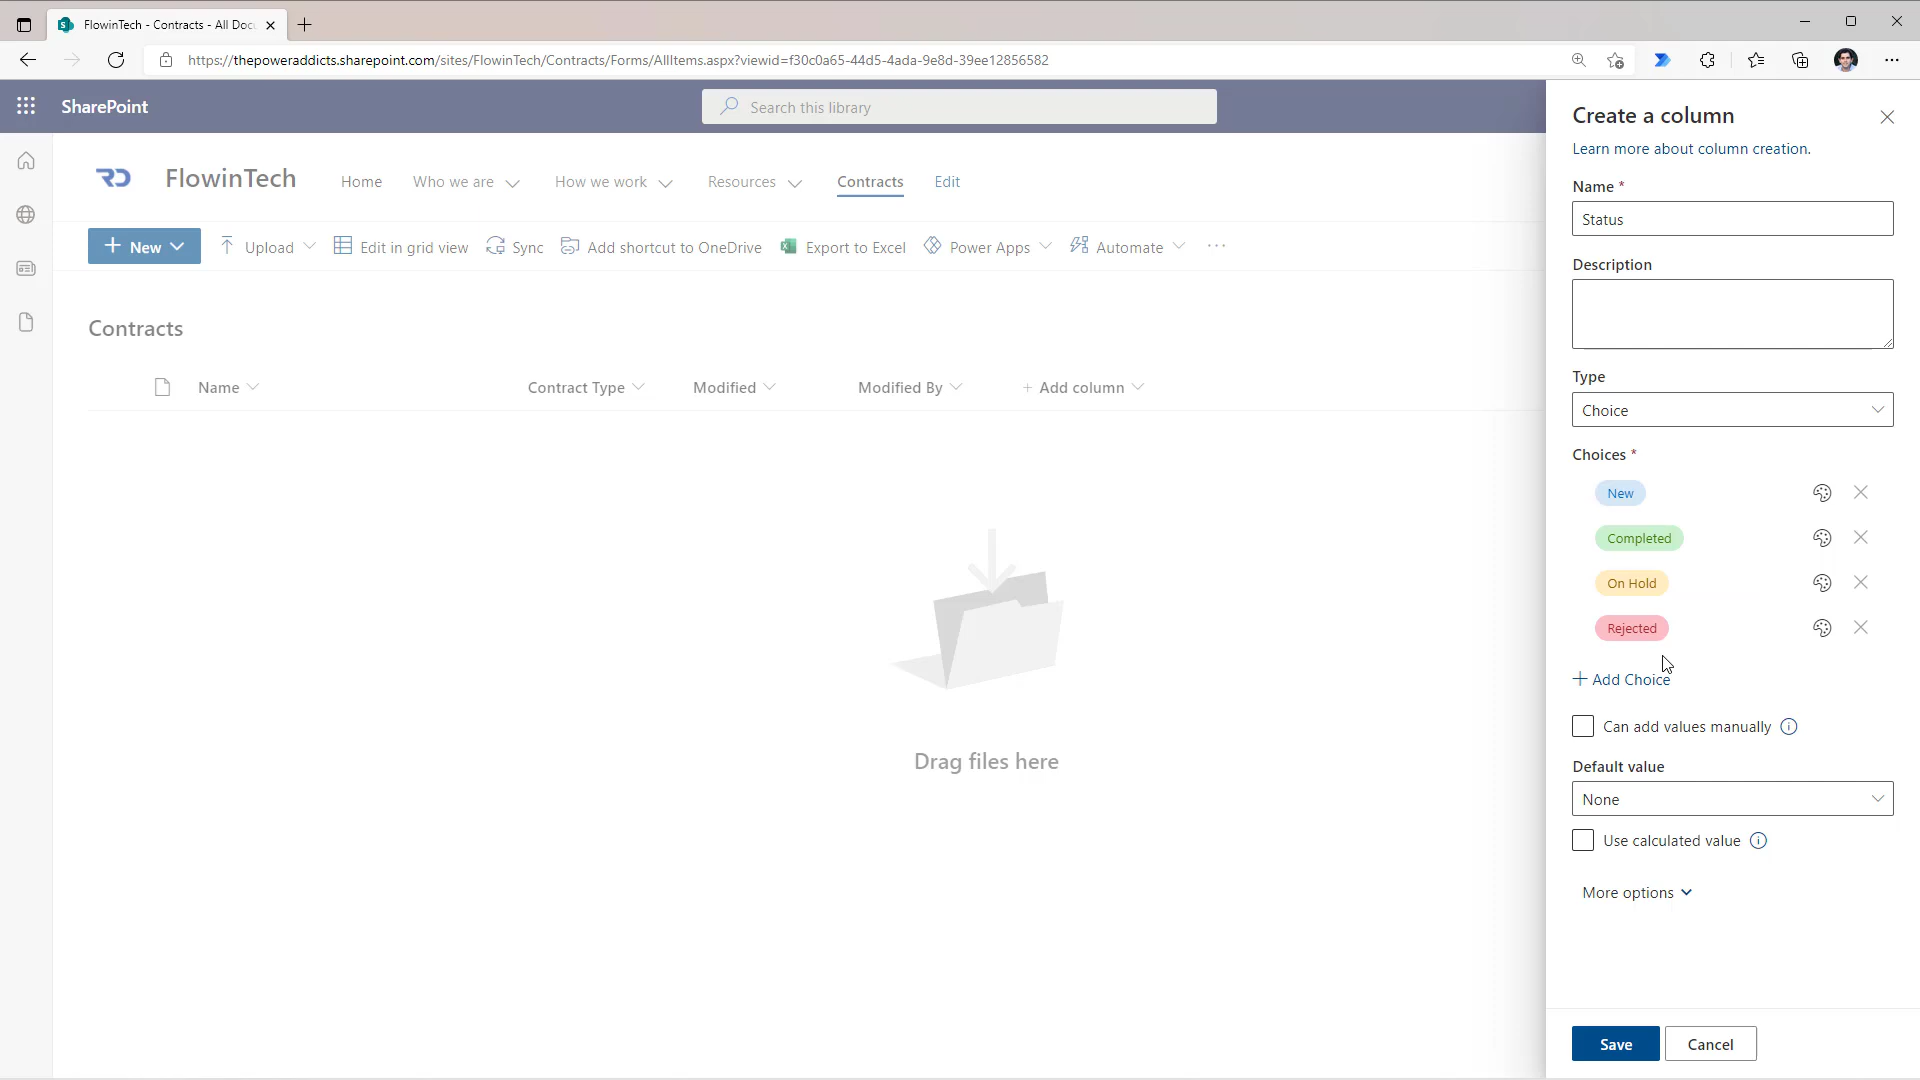 FlowinTech - Contracts - All Doc
https://thepoweraddicts.sharepoint.com/sites/FlowinTech/Contracts/Forms/AllItems.aspx?viewid=f30c0a65-44d5-4ada-9e8d-39ee12856582
SharePoint
Search this library
FlowinTech
Home
Who we are
How we work
Resources
Contracts
Edit
New
Upload
Edit in grid view
Sync
Add shortcut to OneDrive
Export to Excel
Power Apps
Automate
Contracts
Name
Contract Type
Modified
Modified By
+ Add column
Drag files here
Create a column
Learn more about column creation.
Name *
Status
Description
Type
Choice
Choices *
New
Completed
On Hold
Rejected
+ Add Choice
Can add values manually
Default value
None
Use calculated value
More options
Save
Cancel